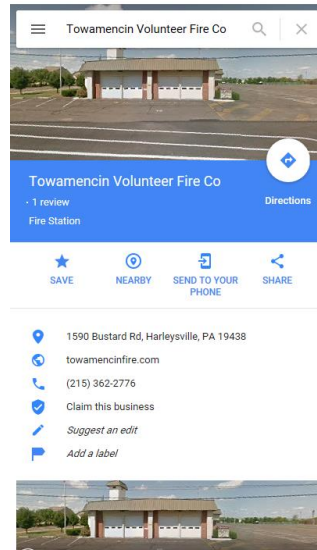 Towamencin Volunteer Fire Co
Towamencin Volunteer Fire Co
· 1 review
Directions
Fire Station
SAVE
NEARBY
SEND TO YOUR
PHONE
SHARE
1590 Bustard Rd, Harleysville, PA 19438
towamencinfire.com
(215) 362-2776
Claim this business
Suggest an edit
Add a label